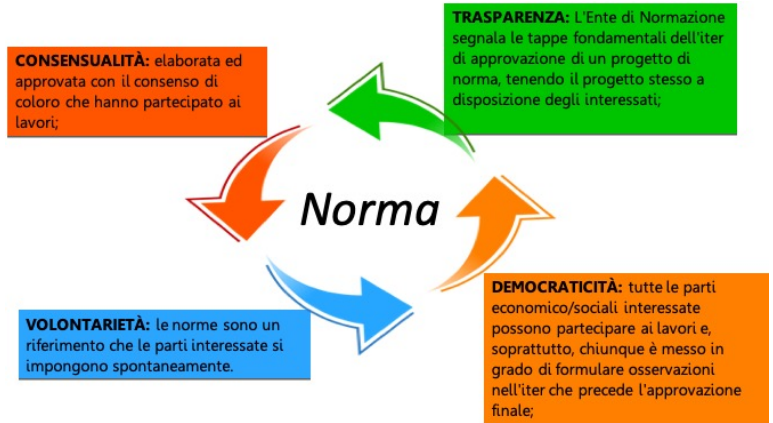 CONSENSUALITÀ: elaborata ed
approvata con il consenso di
coloro che hanno partecipato ai
lavori;
TRASPARENZA: L'Ente di Normazione
segnala le tappe fondamentali dell'iter
di approvazione di un progetto di
norma, tenendo il progetto stesso a
disposizione degli interessati;
Norma
VOLONTARIETÀ: le norme sono un
riferimento che le parti interessate si
impongono spontaneamente.
DEMOCRATICITÀ: tutte le parti
economico/sociali interessate
possono partecipare ai lavori e,
soprattutto, chiunque è messo in
grado di formulare osservazioni
nell'iter che precede l'approvazione
finale;